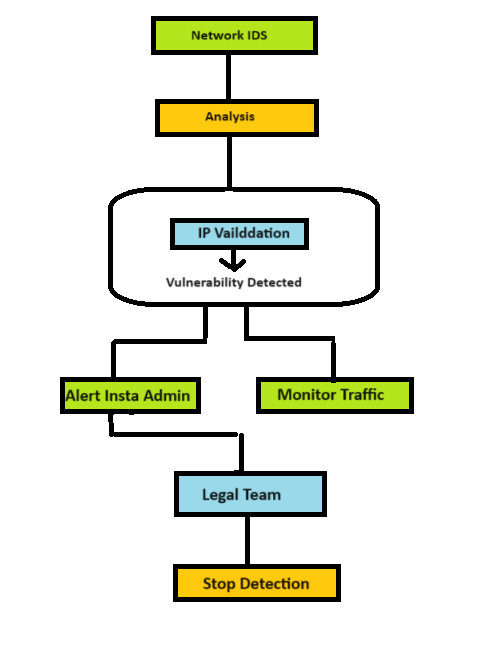 Network IDS
Analysis
IP Vailddation
Vulnerability Detected
Alert Insta Admin
Monitor Traffic
Legal Team
Stop Detection